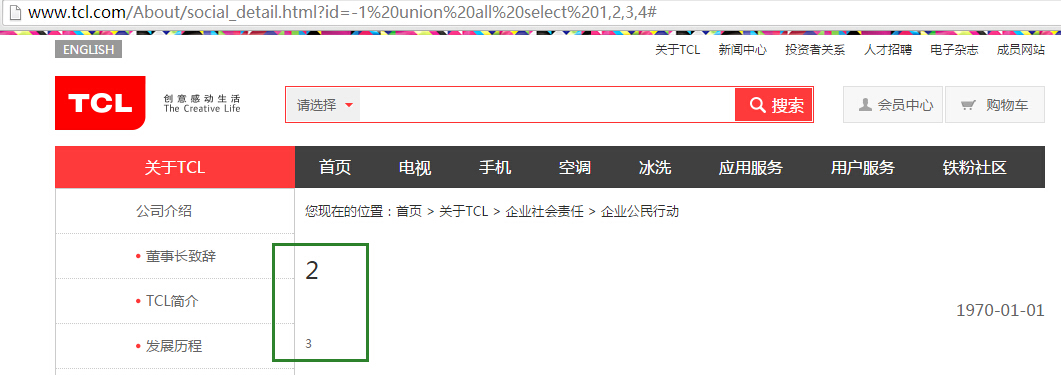 www.tcl.com/About/social_detail.html?id=-1%20union%20all%20select%201,2,3,4#
ENGLISH
关于TCL 新闻中心 投资者关系 人才招聘 电子杂志 成员网站
TCL 创意感动生活
The Creative Life
请选择 搜索 会员中心 购物车
关于TCL 首页 电视 手机 空调 冰洗 应用服务 用户服务 铁粉社区
公司介绍 您现在的位置：首页 > 关于TCL > 企业社会责任 > 企业公民行动
• 董事长致辞
2
• TCL简介
1970-01-01
• 发展历程
3